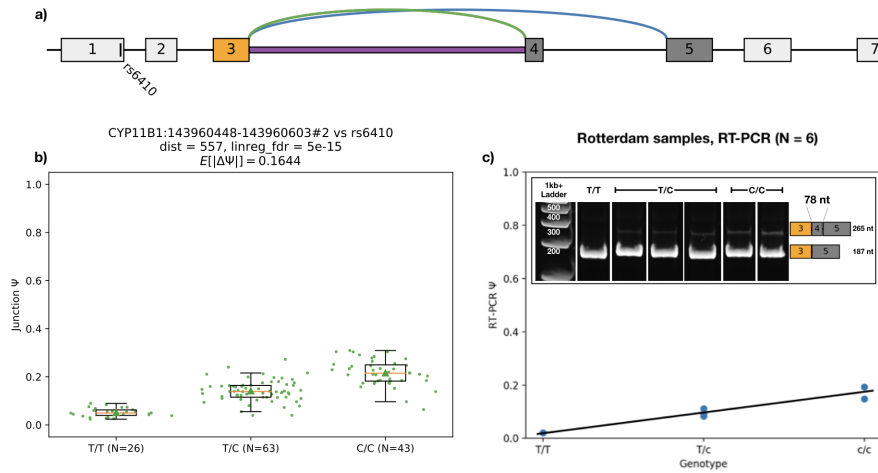 a)
1
2
3
4
5
6
7
rs6410
CYP11B1:143960448-143960603#2 vs rs6410
dist = 557, linreg_fdr = 5e-15
E[|ΔΨ|] = 0.1644
b)
1.0
0.8
0.6
0.4
0.2
0.0
Junction Ψ
T/T (N=26)
T/C (N=63)
C/C (N=43)
Rotterdam samples, RT-PCR (N = 6)
c)
1.0
0.8
0.6
0.4
0.2
0.0
RT-PCR Ψ
1kb+
Ladder
T/T
T/C
C/C
500
400
300
200
78 nt
3 4 5 265 nt
3 5 187 nt
T/T
T/c
c/c
Genotype